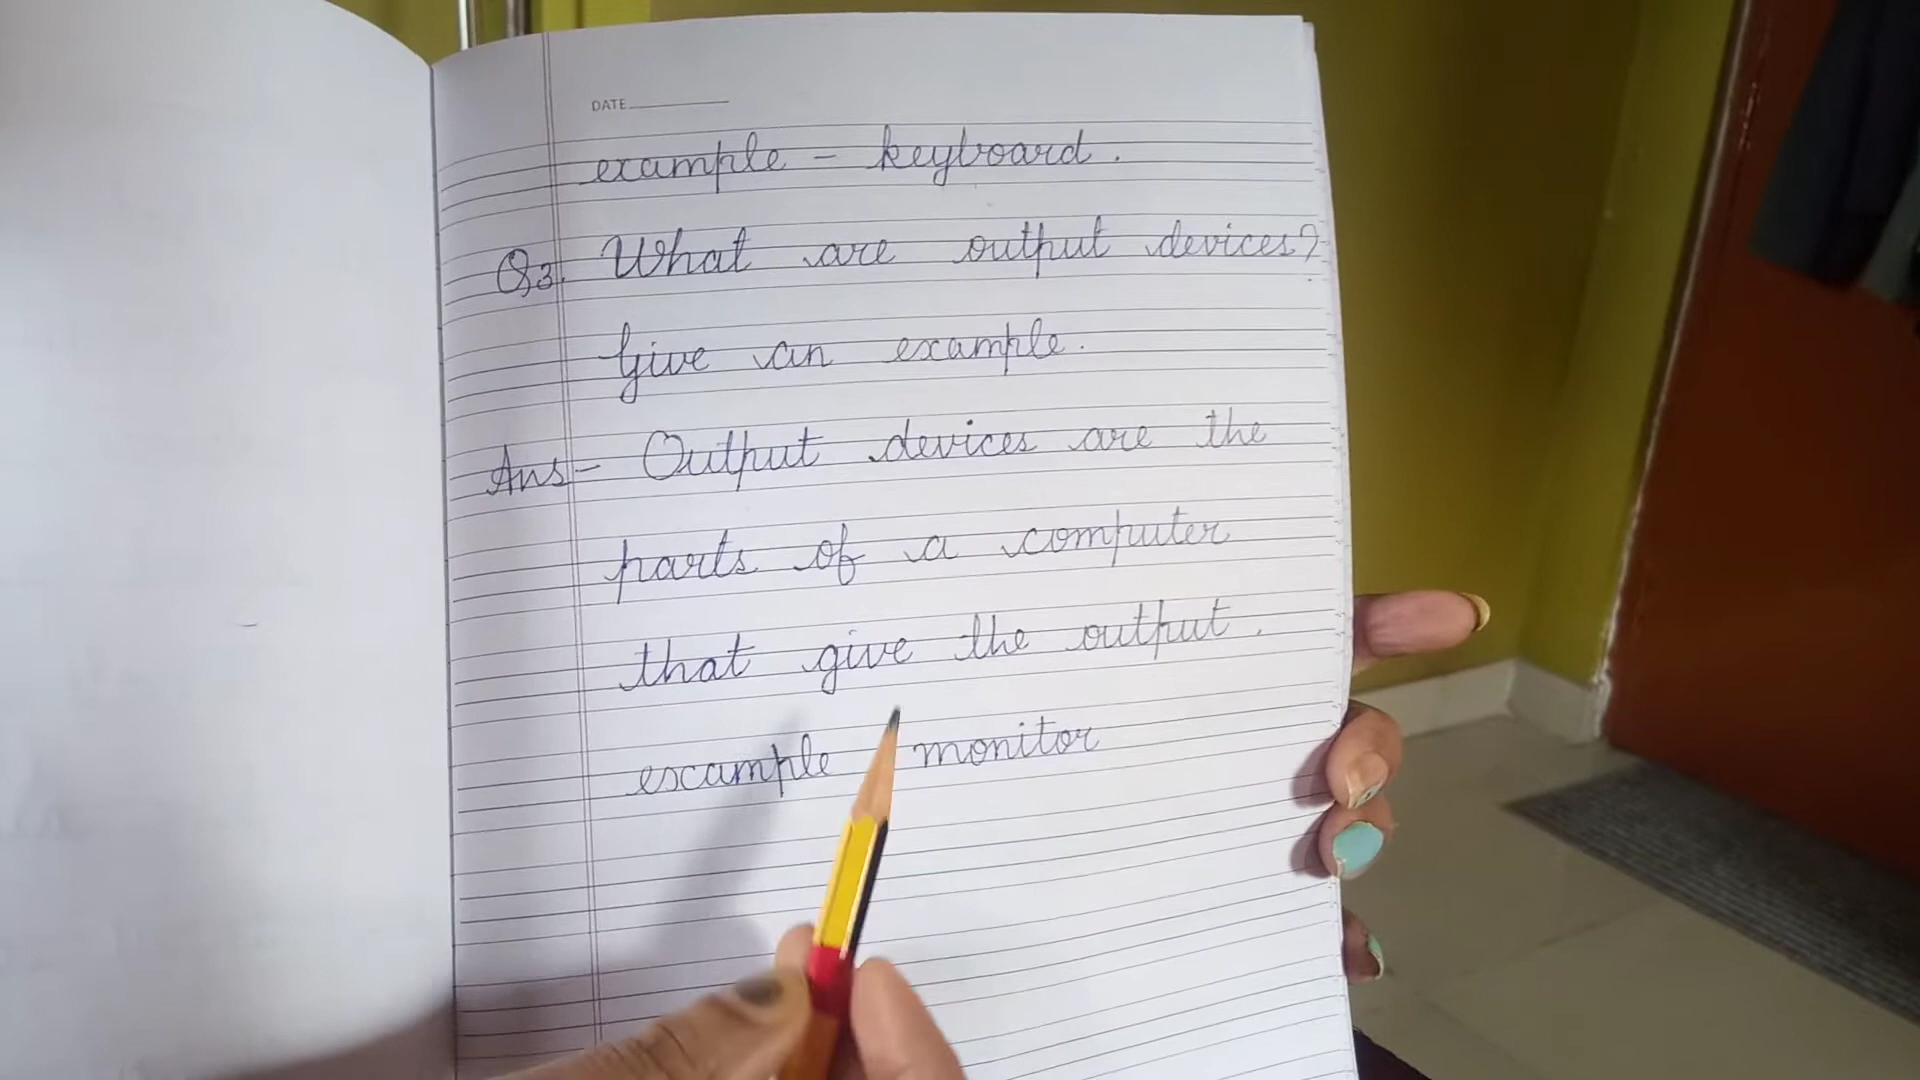 DATE
example - keyboard.
Q3. What are output devices?
Give an example.
Ans- Output devices are the
parts of a computer
that give the output.
example monitor